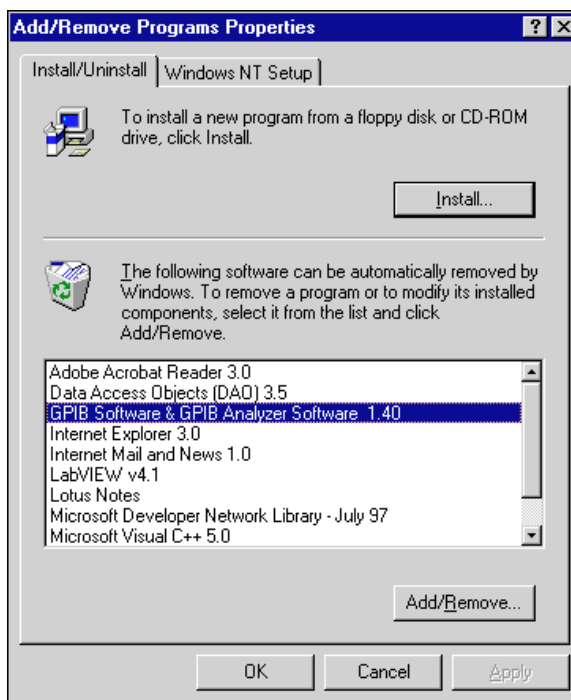 Add/Remove Programs Properties
Install/Uninstall
Windows NT Setup
To install a new program from a floppy disk or CD-ROM
drive, click Install.
Install...
The following software can be automatically removed by
Windows. To remove a program or to modify its installed
components, select it from the list and click
Add/Remove.
Adobe Acrobat Reader 3.0
Data Access Objects (DAO) 3.5
GPIB Software & GPIB Analyzer Software 1.40
Internet Explorer 3.0
Internet Mail and News 1.0
LabVIEW v4.1
Lotus Notes
Microsoft Developer Network Library - July 97
Microsoft Visual C++ 5.0
Add/Remove...
OK
Cancel
Apply